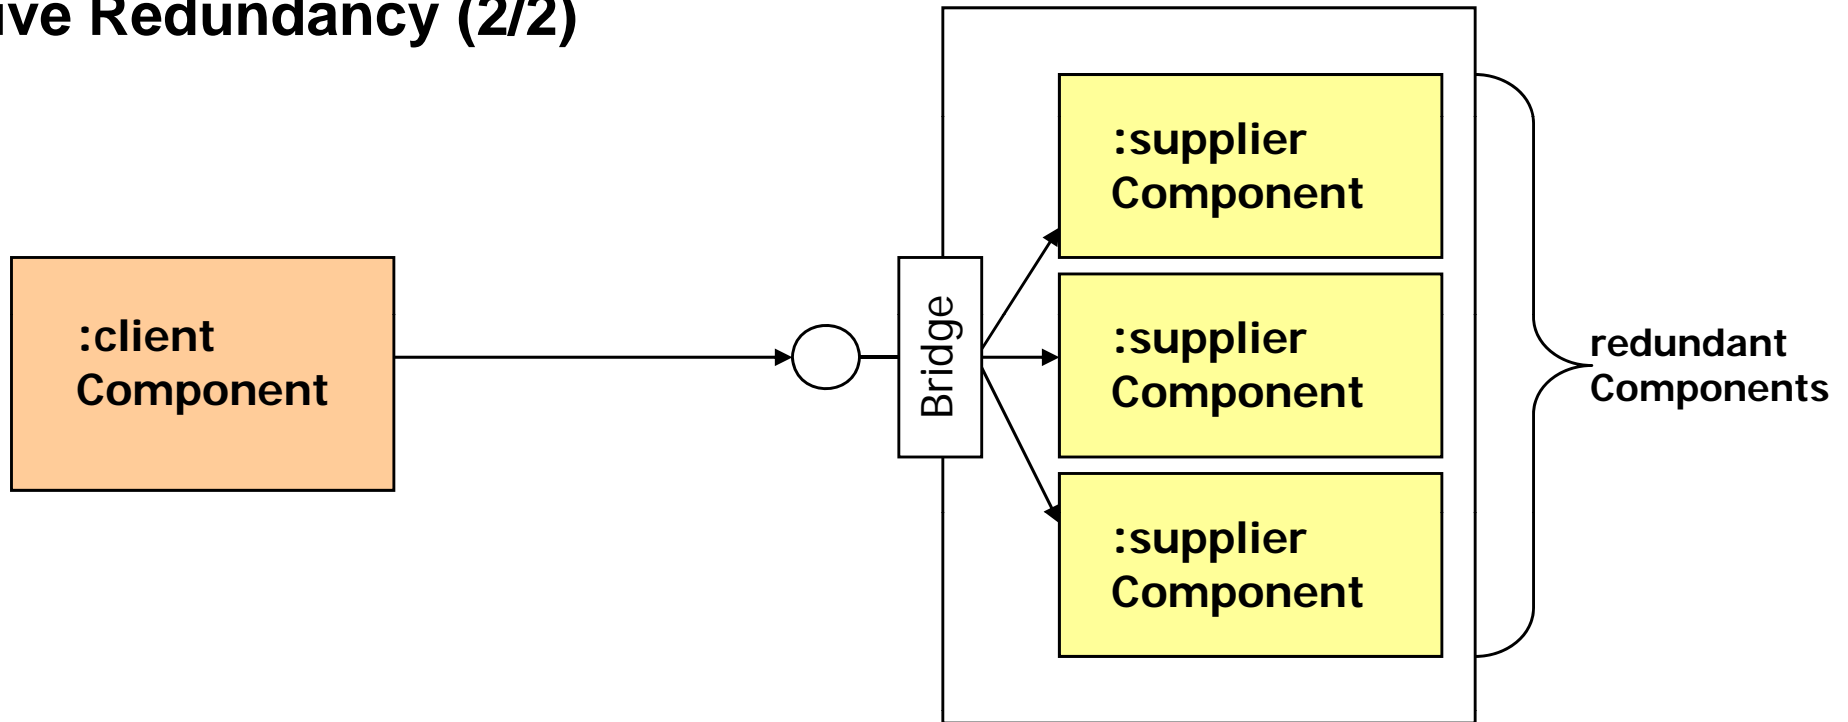 ive Redundancy (2/2)
:supplier
Component
:client
Component
Bridge
:supplier
Component
redundant
Components
:supplier
Component